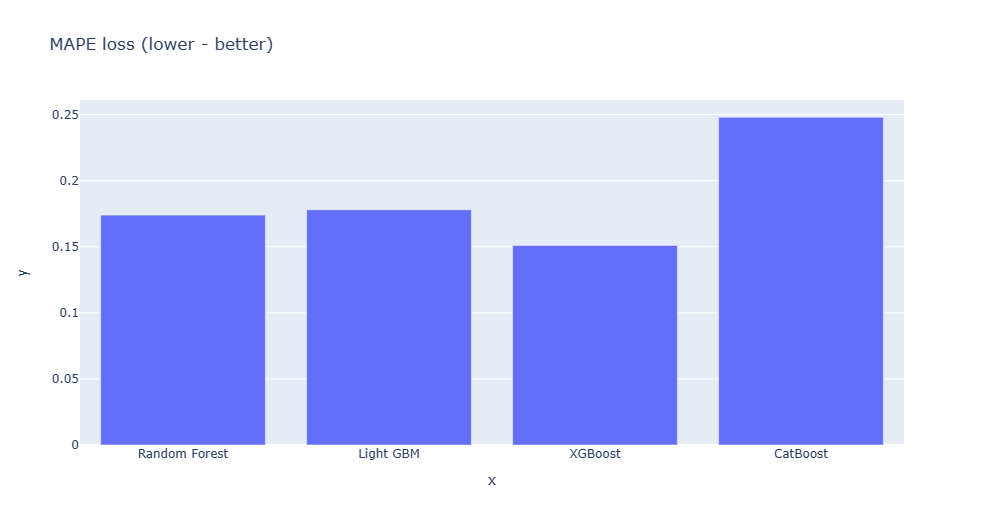 MAPE loss (lower - better)
0.25
0.2
0.15
0.1
0.05
0
y
Random Forest
Light GBM
XGBoost
CatBoost
x